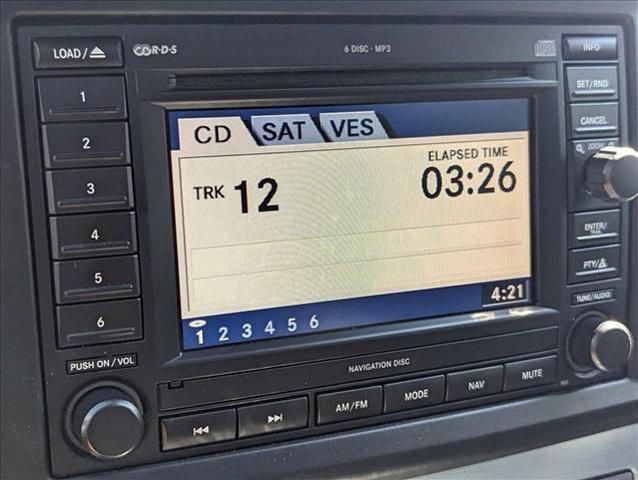 LOAD / R·D·S 6 DISC · MP3 INFO
1
2
3
4
5
6
PUSH ON / VOL
CD SAT VES
TRK 12
ELAPSED TIME
03:26
1 2 3 4 5 6
4:21
SET/RND
CANCEL
ZOOM
ENTER/
PTY/
TUNE/AUDIO
NAVIGATION DISC
AM/FM MODE NAV MUTE